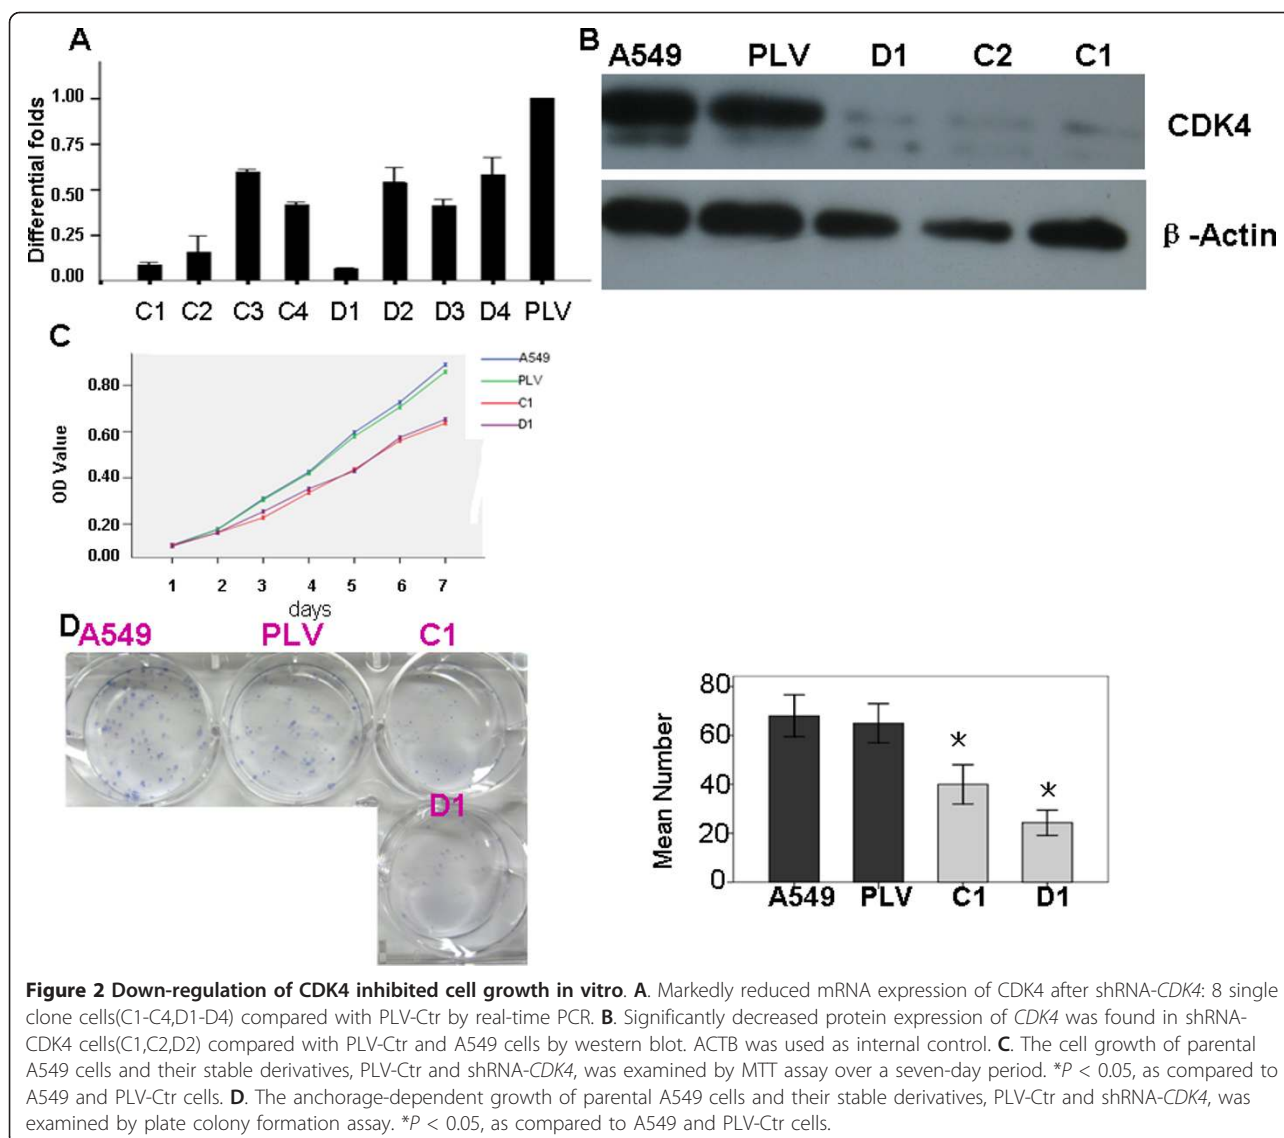 A
Differential folds
1.00
0.75
0.50
0.25
0.00
C1 C2 C3 C4 D1 D2 D3 D4 PLV
B
A549 PLV D1 C2 C1
CDK4
β -Actin
C
OD Value
0.80
0.60
0.40
0.20
0.00
1 2 3 4 5 6 7
days
A549
PLV
C1
D1
D
A549 PLV C1
D1
Mean Number
80
60
40
20
0
* *
A549 PLV C1 D1
Figure 2 Down-regulation of CDK4 inhibited cell growth in vitro. A. Markedly reduced mRNA expression of CDK4 after shRNA-CDK4: 8 single
clone cells(C1-C4,D1-D4) compared with PLV-Ctr by real-time PCR. B. Significantly decreased protein expression of CDK4 was found in shRNA-
CDK4 cells(C1,C2,D2) compared with PLV-Ctr and A549 cells by western blot. ACTB was used as internal control. C. The cell growth of parental
A549 cells and their stable derivatives, PLV-Ctr and shRNA-CDK4, was examined by MTT assay over a seven-day period. *P < 0.05, as compared to
A549 and PLV-Ctr cells. D. The anchorage-dependent growth of parental A549 cells and their stable derivatives, PLV-Ctr and shRNA-CDK4, was
examined by plate colony formation assay. *P < 0.05, as compared to A549 and PLV-Ctr cells.